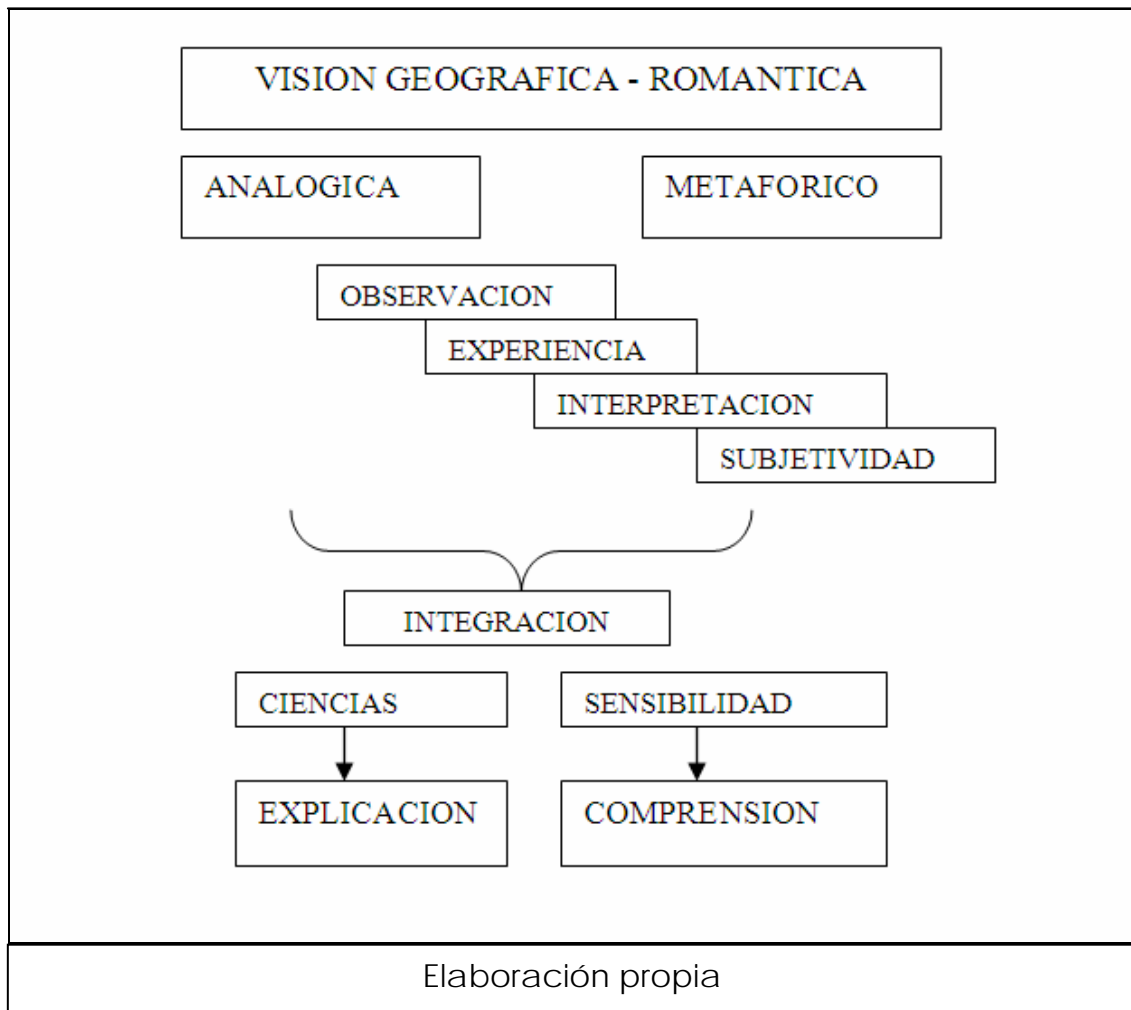 VISION GEOGRAFICA - ROMANTICA
ANALOGICA
METAFORICO
OBSERVACION
EXPERIENCIA
INTERPRETACION
SUBJETIVIDAD
INTEGRACION
CIENCIAS
SENSIBILIDAD
EXPLICACION
COMPRENSION
Elaboración propia